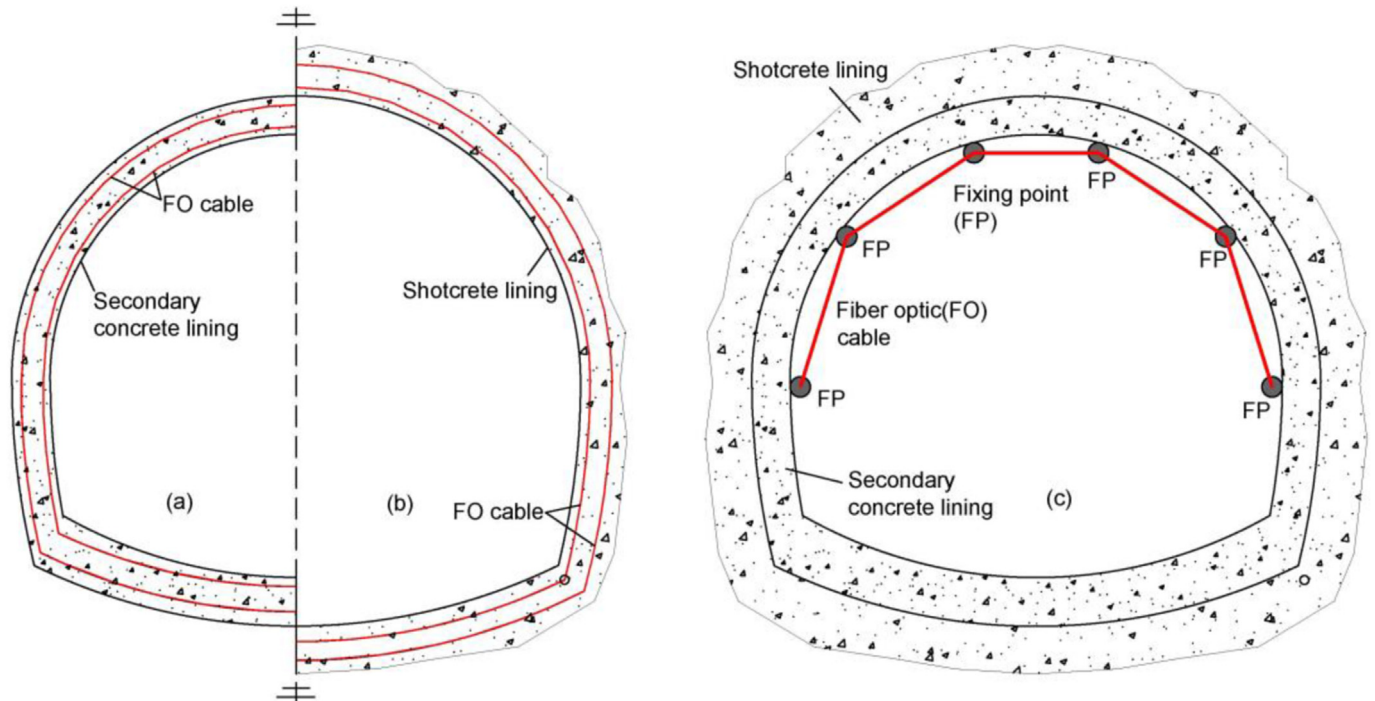 FO cable
Secondary
concrete lining
(a)
Shotcrete lining
(b)
FO cable
Shotcrete lining
Fixing point
(FP)
FP
FP
FP
Fiber optic(FO)
cable
FP
FP
Secondary
concrete lining
(c)